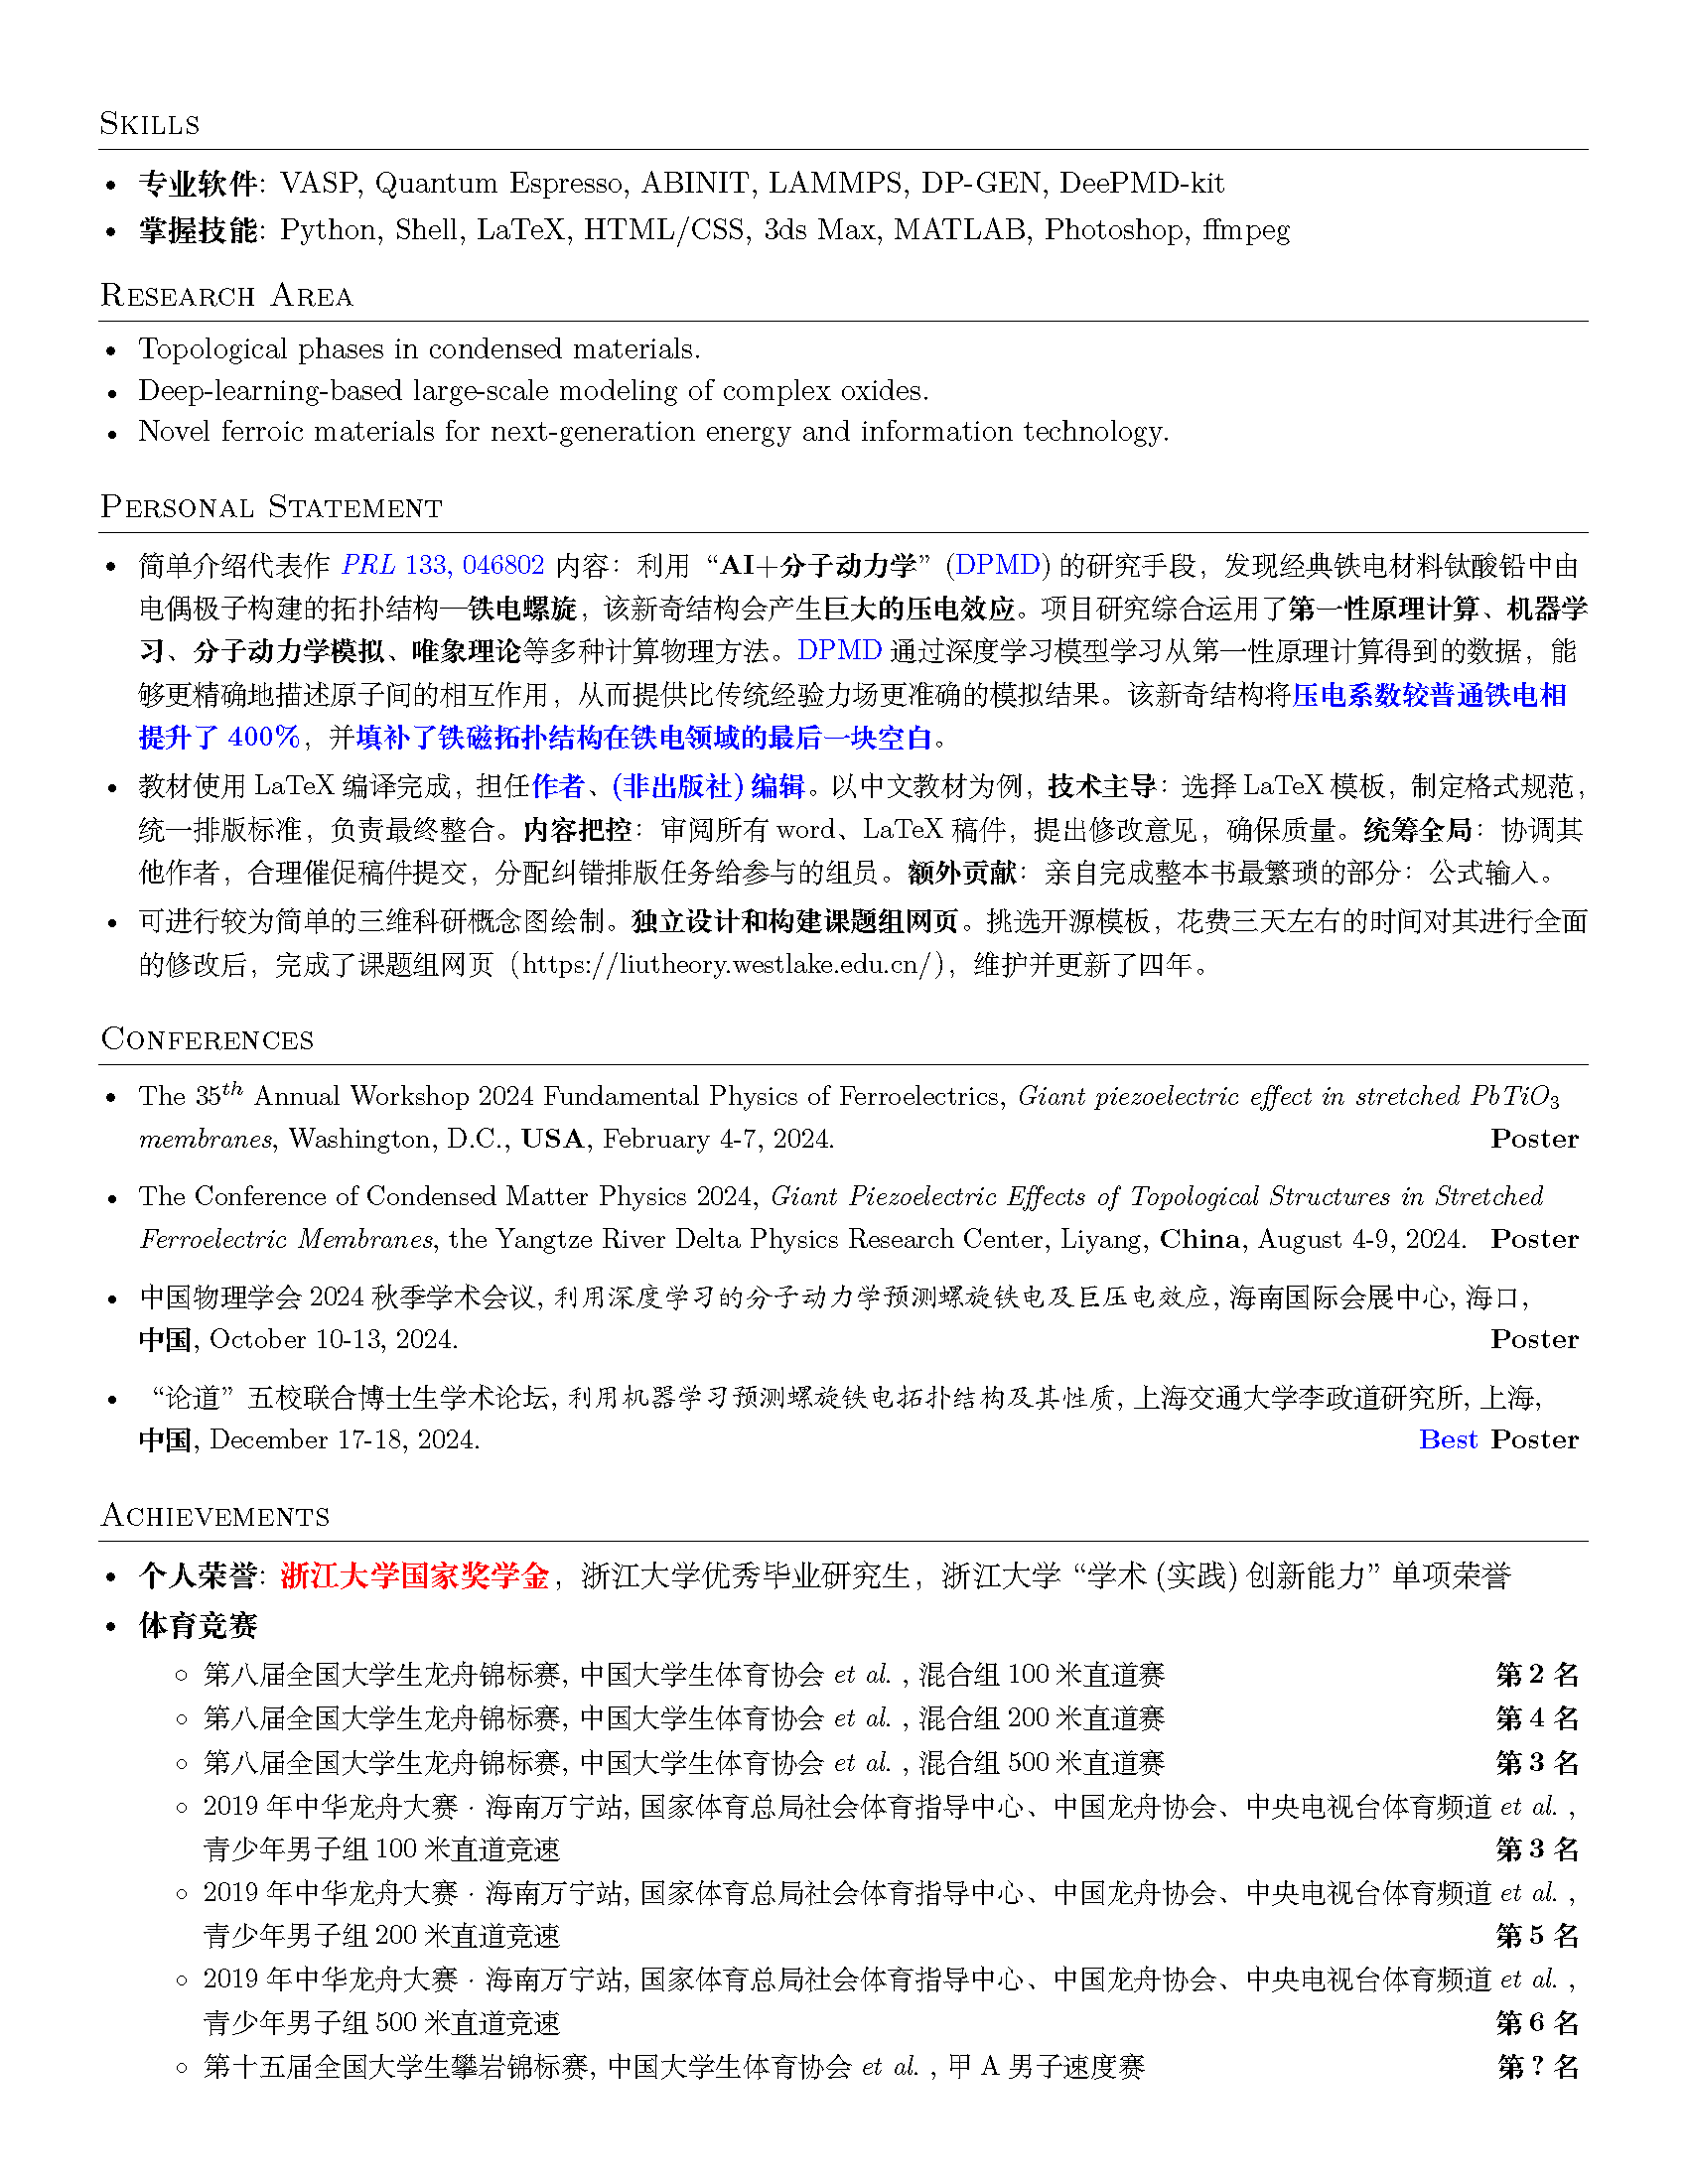 Skills
• 专业软件: VASP, Quantum Espresso, ABINIT, LAMMPS, DP-GEN, DeePMD-kit
• 掌握技能: Python, Shell, LaTeX, HTML/CSS, 3ds Max, MATLAB, Photoshop, ffmpeg
Research Area
• Topological phases in condensed materials.
• Deep-learning-based large-scale modeling of complex oxides.
• Novel ferroic materials for next-generation energy and information technology.
Personal Statement
• 简单介绍代表作 PRL 133, 046802 内容：利用 “AI+分子动力学”（DPMD) 的研究手段，发现经典铁电材料钛酸铅中由
电偶极子构建的拓扑结构—铁电螺旋，该新奇结构会产生巨大的压电效应。项目研究综合运用了第一性原理计算、机器学
习、分子动力学模拟、唯象理论等多种计算物理方法。DPMD 通过深度学习模型学习从第一性原理计算得到的数据，能
够更精确地描述原子间的相互作用，从而提供比传统经验力场更准确的模拟结果。该新奇结构将压电系数较普通铁电相
提升了 400%，并填补了铁磁拓扑结构在铁电领域的最后一块空白。
• 教材使用 LaTeX 编译完成，担任作者、(非出版社) 编辑。以中文教材为例，技术主导：选择 LaTeX 模板，制定格式规范，
统一排版标准，负责最终整合。内容把控：审阅所有 word、LaTeX 稿件，提出修改意见，确保质量。统筹全局：协调其
他作者，合理催促稿件提交，分配纠错排版任务给参与的组员。额外贡献：亲自完成整本书最繁琐的部分：公式输入。
• 可进行较为简单的三维科研概念图绘制。独立设计和构建课题组网页。挑选开源模板，花费三天左右的时间对其进行全面
的修改后，完成了课题组网页（https://liutheory.westlake.edu.cn/），维护并更新了四年。
Conferences
• The 35th Annual Workshop 2024 Fundamental Physics of Ferroelectrics, Giant piezoelectric effect in stretched PbTiO3
membranes, Washington, D.C., USA, February 4-7, 2024. Poster
• The Conference of Condensed Matter Physics 2024, Giant Piezoelectric Effects of Topological Structures in Stretched
Ferroelectric Membranes, the Yangtze River Delta Physics Research Center, Liyang, China, August 4-9, 2024. Poster
• 中国物理学会 2024 秋季学术会议, 利用深度学习的分子动力学预测螺旋铁电及巨压电效应, 海南国际会展中心, 海口,
中国, October 10-13, 2024. Poster
• “论道” 五校联合博士生学术论坛, 利用机器学习预测螺旋铁电拓扑结构及其性质, 上海交通大学李政道研究所, 上海,
中国, December 17-18, 2024. Best Poster
Achievements
• 个人荣誉: 浙江大学国家奖学金，浙江大学优秀毕业研究生，浙江大学 “学术 (实践) 创新能力” 单项荣誉
• 体育竞赛
○ 第八届全国大学生龙舟锦标赛, 中国大学生体育协会 et al. , 混合组 100 米直道赛 第 2 名
○ 第八届全国大学生龙舟锦标赛, 中国大学生体育协会 et al. , 混合组 200 米直道赛 第 4 名
○ 第八届全国大学生龙舟锦标赛, 中国大学生体育协会 et al. , 混合组 500 米直道赛 第 3 名
○ 2019 年中华龙舟大赛 · 海南万宁站, 国家体育总局社会体育指导中心、中国龙舟协会、中央电视台体育频道 et al. ,
青少年男子组 100 米直道竞速 第 3 名
○ 2019 年中华龙舟大赛 · 海南万宁站, 国家体育总局社会体育指导中心、中国龙舟协会、中央电视台体育频道 et al. ,
青少年男子组 200 米直道竞速 第 5 名
○ 2019 年中华龙舟大赛 · 海南万宁站, 国家体育总局社会体育指导中心、中国龙舟协会、中央电视台体育频道 et al. ,
青少年男子组 500 米直道竞速 第 6 名
○ 第十五届全国大学生攀岩锦标赛, 中国大学生体育协会 et al. , 甲 A 男子速度赛 第 ? 名